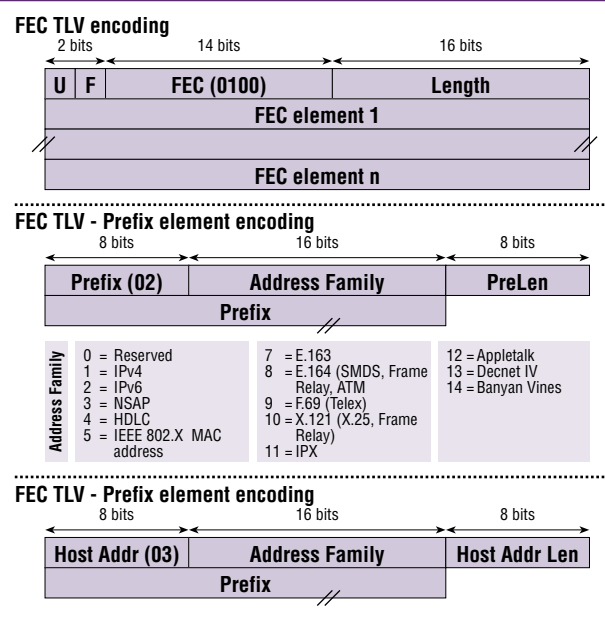 FEC TLV encoding
2 bits 14 bits 16 bits
U F FEC (0100) Length
FEC element 1
FEC element n
FEC TLV - Prefix element encoding
8 bits 16 bits 8 bits
Prefix (02) Address Family PreLen
Prefix
Address Family
0 = Reserved
1 = IPv4
2 = IPv6
3 = NSAP
4 = HDLC
5 = IEEE 802.X MAC
address
7 = E.163
8 = E.164 (SMDS, Frame
Relay, ATM
9 = F.69 (Telex)
10 = X.121 (X.25, Frame
Relay)
11 = IPX
12 = Appletalk
13 = Decnet IV
14 = Banyan Vines
FEC TLV - Prefix element encoding
8 bits 16 bits 8 bits
Host Addr (03) Address Family Host Addr Len
Prefix